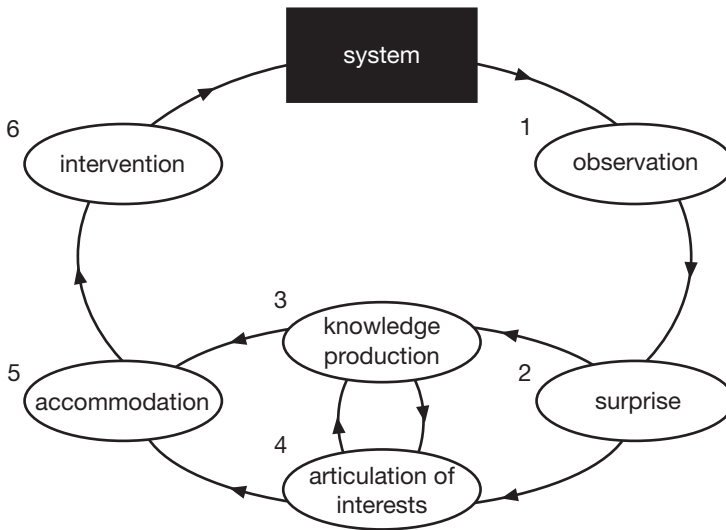 system
6
1
intervention
observation
3
knowledge
production
5
2
accommodation
surprise
4
articulation of
interests